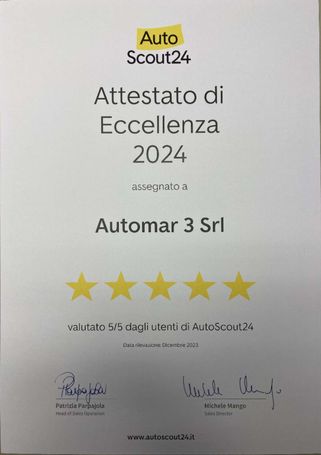 Auto
Scout24
Attestato di
Eccellenza
2024
assegnato a
Automar 3 Srl
valutato 5/5 dagli utenti di AutoScout24
Data rilevazione: Dicembre 2023
Patrizia Parpajola
Head of Sales Operation
Michele Mango
Sales Director
www.autoscout24.it